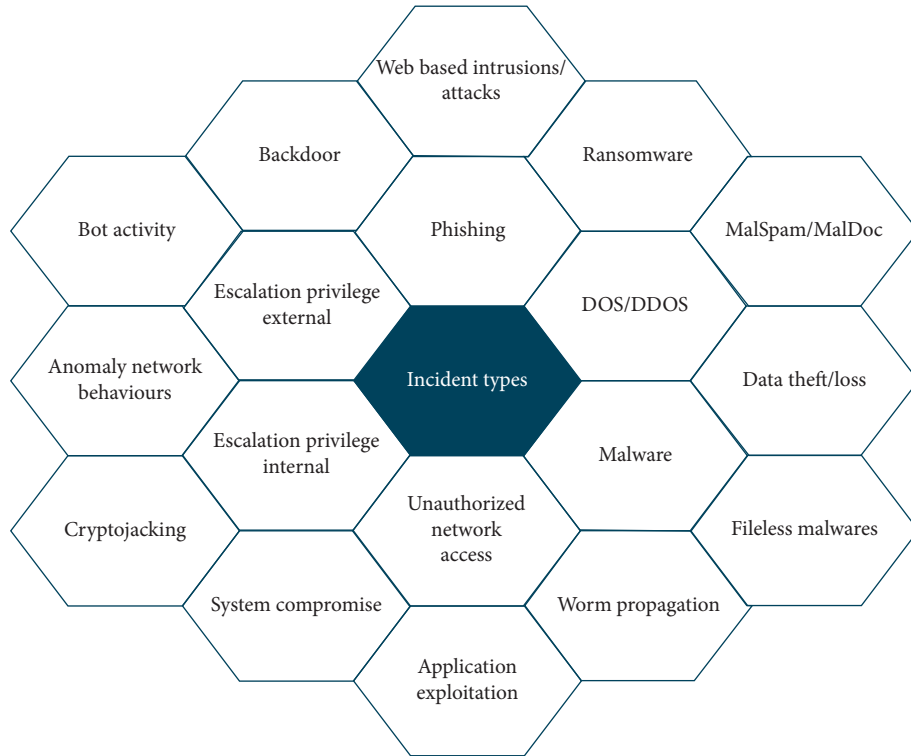 Web based intrusions/
attacks
Backdoor
Ransomware
Bot activity
Phishing
MalSpam/MalDoc
Escalation privilege
external
DOS/DDOS
Anomaly network
behaviours
Incident types
Data theft/loss
Escalation privilege
internal
Malware
Cryptojacking
Unauthorized
network
access
Fileless malwares
System compromise
Worm propagation
Application
exploitation